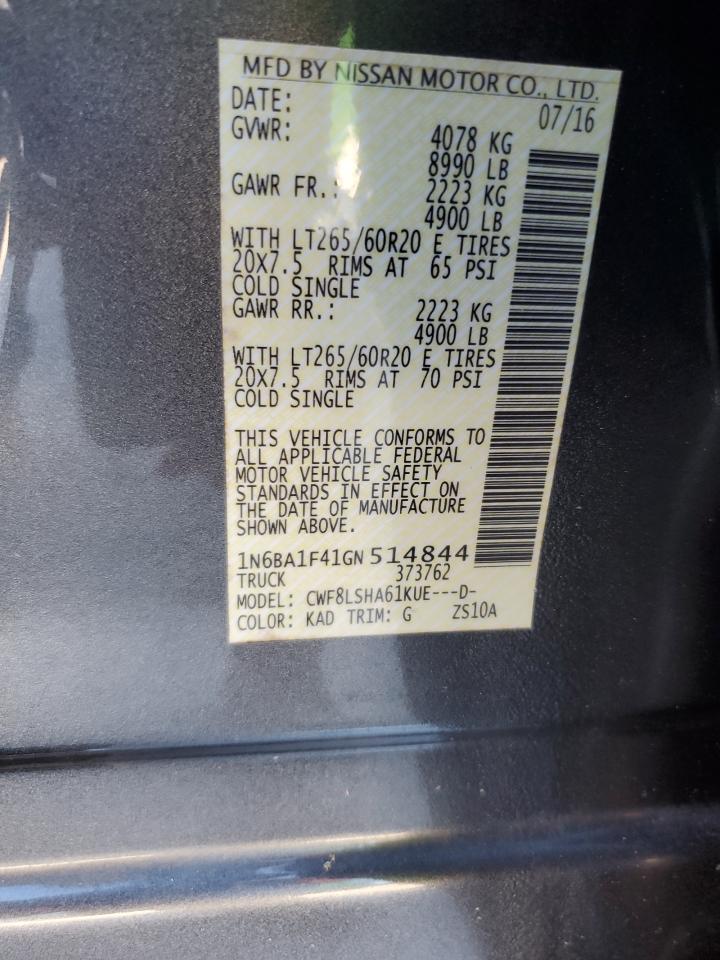 MFD BY NISSAN MOTOR CO., LTD.
DATE: 07/16
GVWR: 4078 KG
8990 LB
GAWR FR.: 2223 KG
4900 LB
WITH LT265/60R20 E TIRES
20X7.5 RIMS AT 65 PSI
COLD SINGLE
GAWR RR.: 2223 KG
4900 LB
WITH LT265/60R20 E TIRES
20X7.5 RIMS AT 70 PSI
COLD SINGLE
THIS VEHICLE CONFORMS TO
ALL APPLICABLE FEDERAL
MOTOR VEHICLE SAFETY
STANDARDS IN EFFECT ON
THE DATE OF MANUFACTURE
SHOWN ABOVE.
1N6BA1F41GN 514844
TRUCK 373762
MODEL: CWF8LSHA61KUE---D-
COLOR: KAD TRIM: G ZS10A